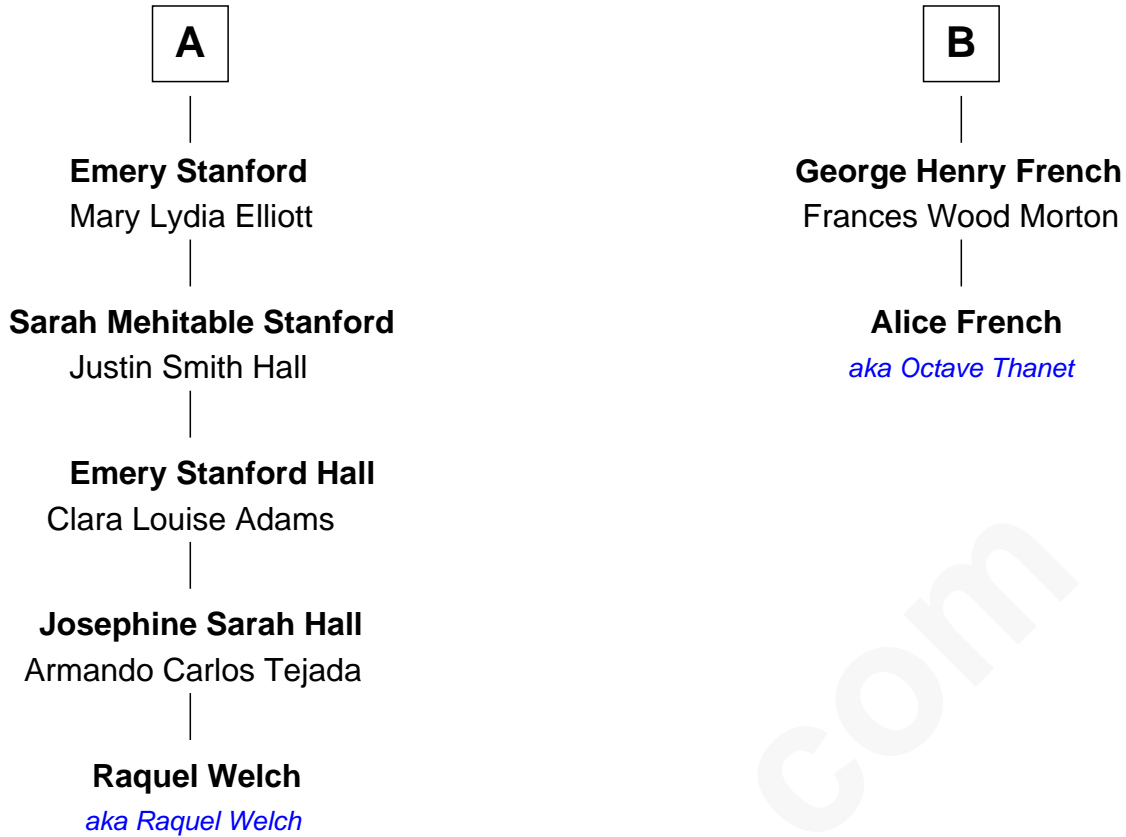 A
Emery Stanford
Mary Lydia Elliott
Sarah Mehitable Stanford
Justin Smith Hall
Emery Stanford Hall
Clara Louise Adams
Josephine Sarah Hall
Armando Carlos Tejada
Raquel Welch
aka Raquel Welch
B
George Henry French
Frances Wood Morton
Alice French
aka Octave Thanet
com